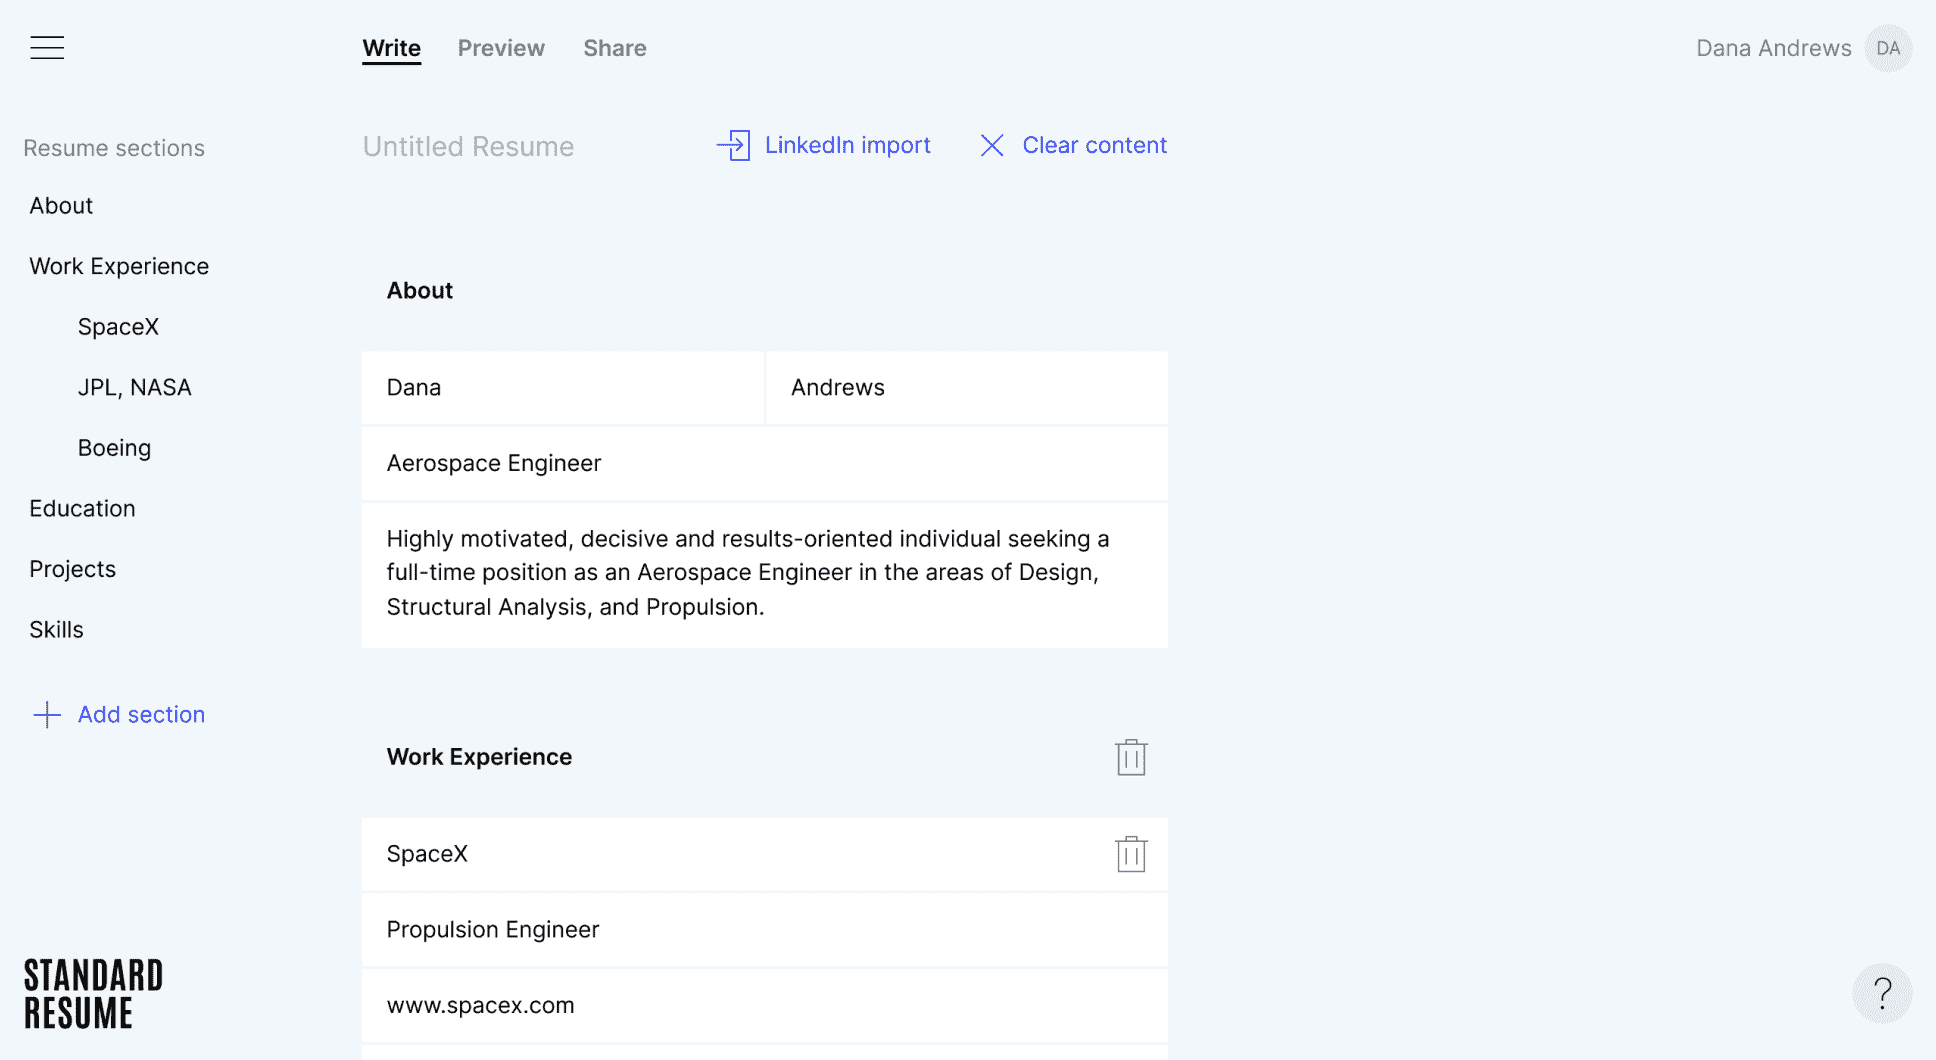 Write Preview Share
Dana Andrews DA
Resume sections
About
Work Experience
SpaceX
JPL, NASA
Boeing
Education
Projects
Skills
Add section
STANDARD
RESUME
Untitled Resume
LinkedIn import
Clear content
About
Dana
Andrews
Aerospace Engineer
Highly motivated, decisive and results-oriented individual seeking a
full-time position as an Aerospace Engineer in the areas of Design,
Structural Analysis, and Propulsion.
Work Experience
SpaceX
Propulsion Engineer
www.spacex.com
?